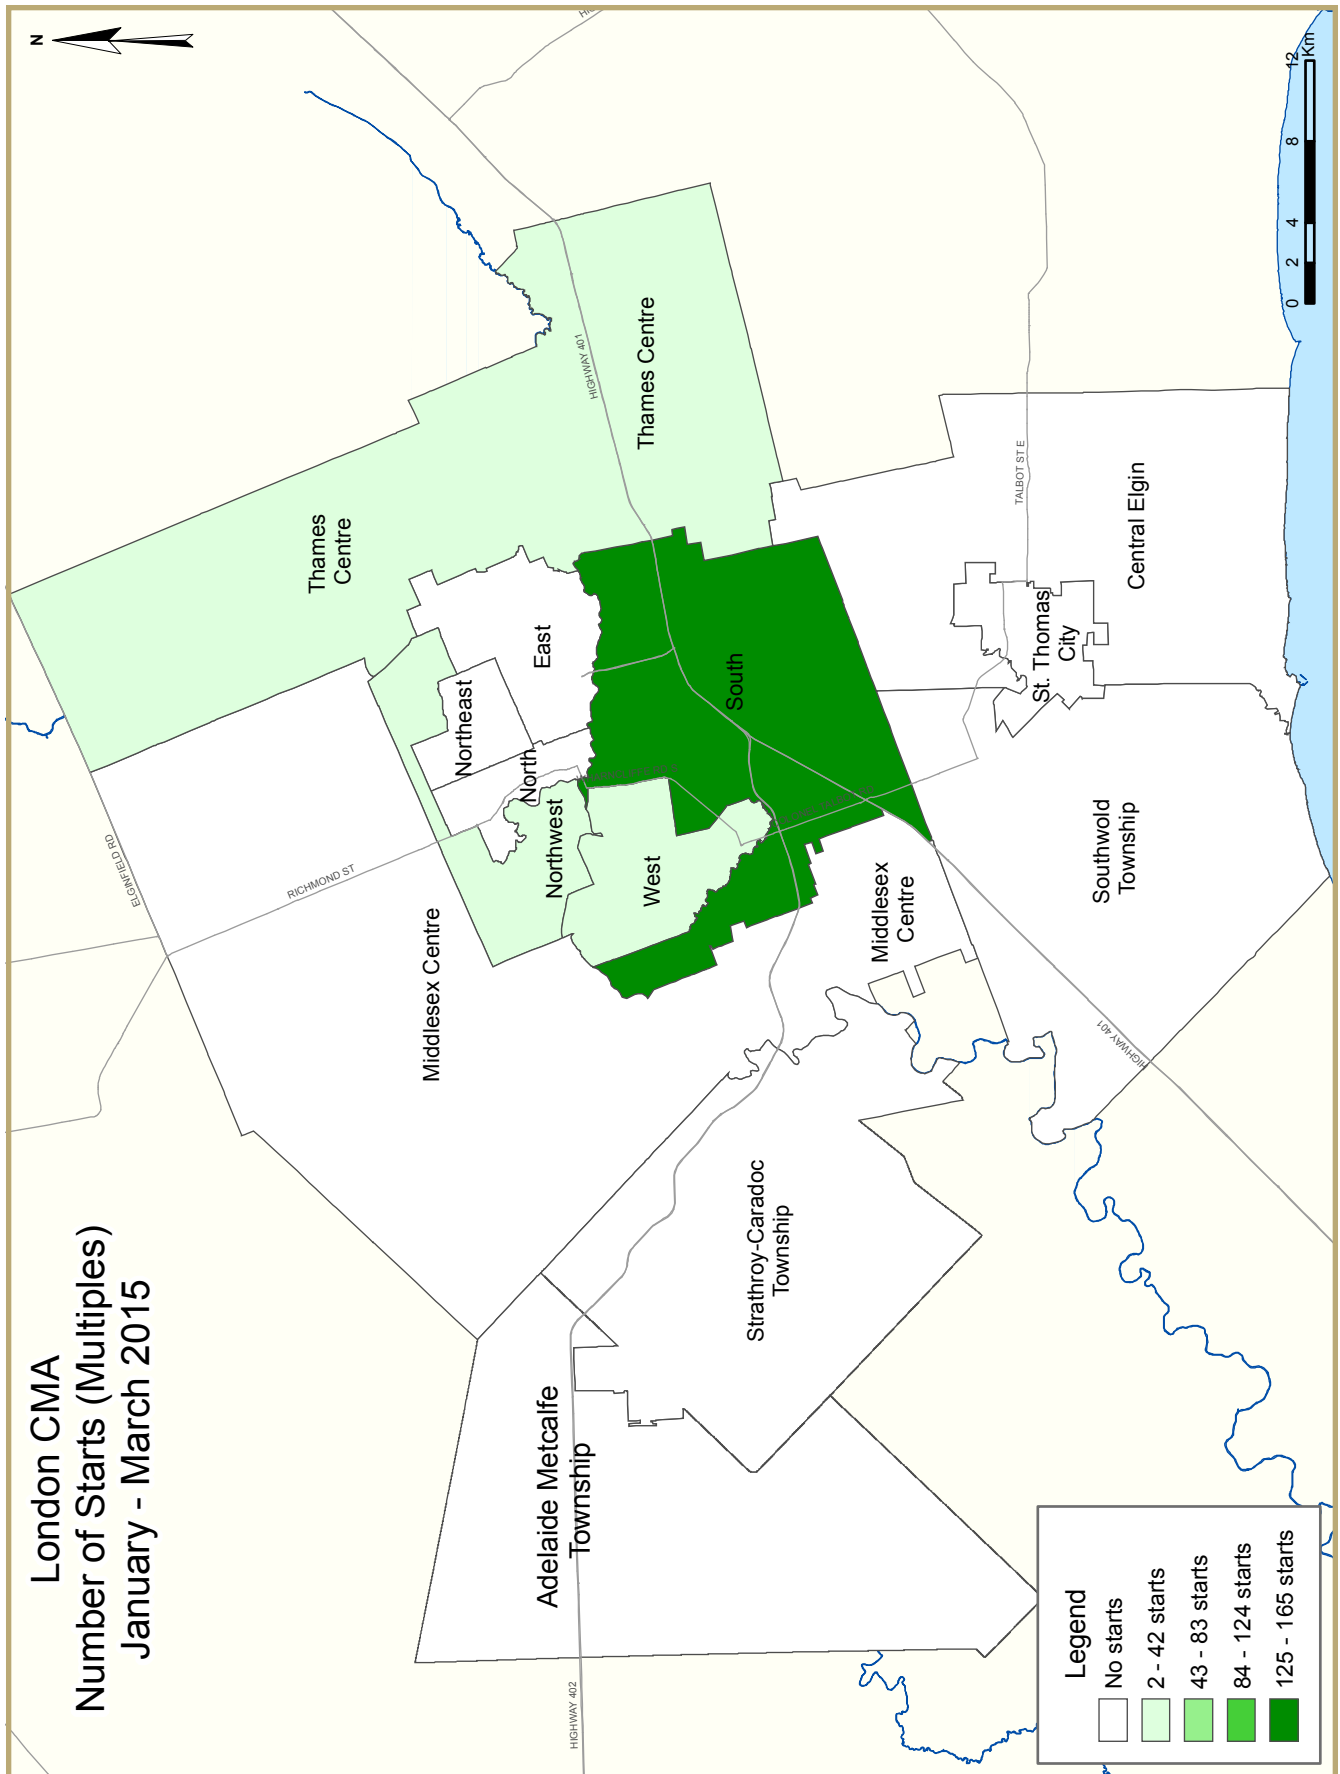 London CMA
Number of Starts (Multiples)
January - March 2015
N
ELGINFIELD RD
RICHMOND ST
Thames
Centre
Thames Centre
HIGHWAY 401
Middlesex Centre
Northeast
East
North
Northwest
West
South
Middlesex
Centre
Adelaide Metcalfe
Township
Strathroy-Caradoc
Township
HIGHWAY 402
Southwold
Township
St. Thomas
City
Central Elgin
TALBOT ST E
HIGHWAY 401
Legend
No starts
2 - 42 starts
43 - 83 starts
84 - 124 starts
125 - 165 starts
0 2 4 8 12
Km